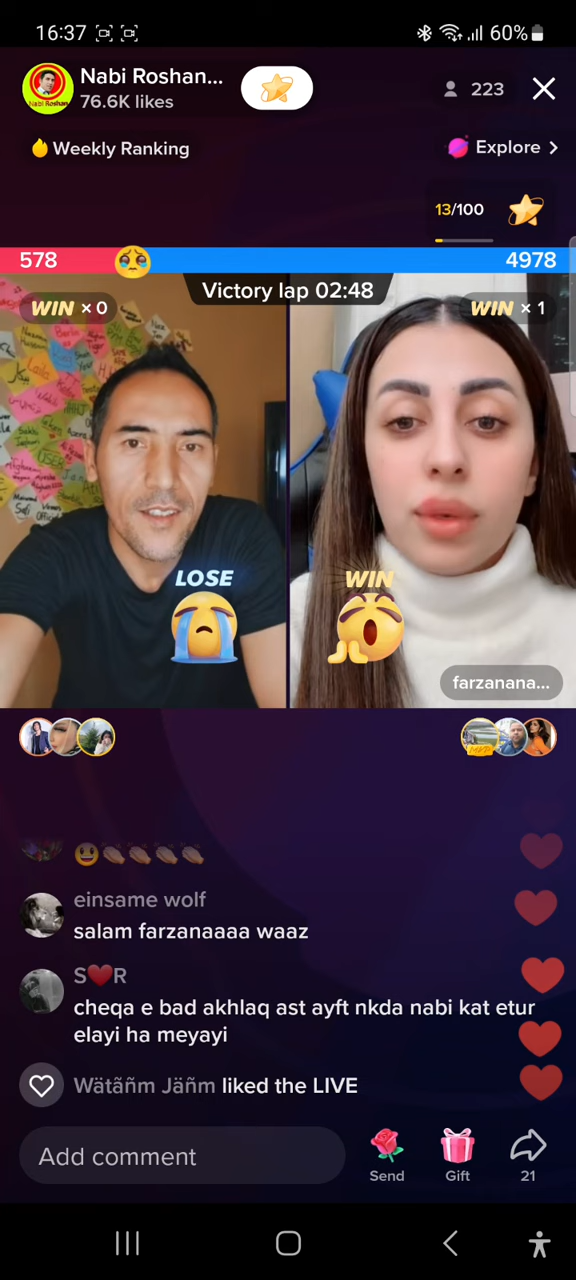 16:37
60%
Nabi Roshan...
76.6K likes
223
Weekly Ranking
Explore >
13/100
578
4978
Victory lap 02:48
WIN × 0
WIN × 1
LOSE
WIN
farzanana...
einsame wolf
salam farzanaaaa waaz
S❤️R
cheqa e bad akhlaq ast ayft nkda nabi kat etur
elayi ha meyayi
Wätãñm Jäñm liked the LIVE
Add comment
Send
Gift
21